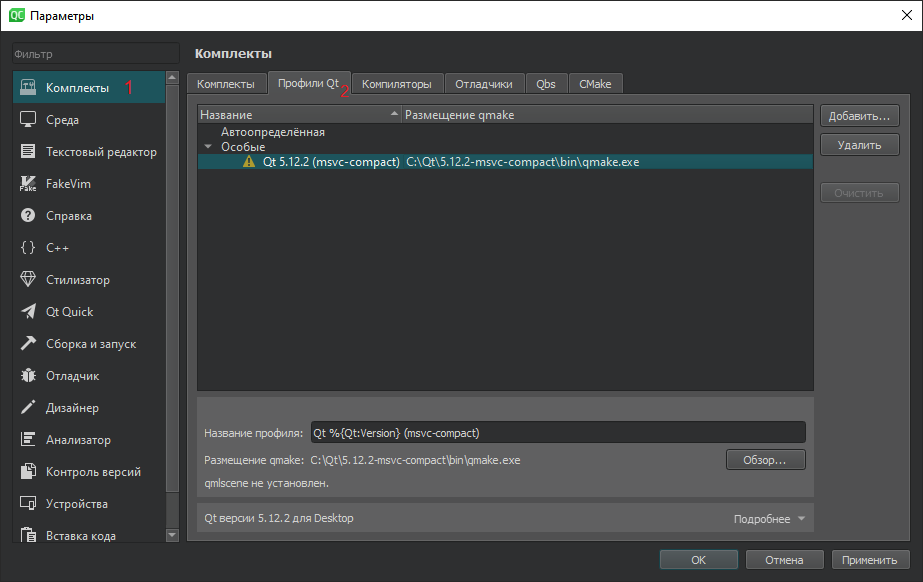 QC Параметры
Фильтр
Комплекты 1
Среда
Текстовый редактор
FakeVim
Справка
C++
Стилизатор
Qt Quick
Сборка и запуск
Отладчик
Дизайнер
Анализатор
Контроль версий
Устройства
Вставка кода
Комплекты
Комплекты Профили Qt 2 Компиляторы Отладчики Qbs CMake
Название Размещение qmake
Автоопределённая
Особые
Qt 5.12.2 (msvc-compact) C:\Qt\5.12.2-msvc-compact\bin\qmake.exe
Добавить...
Удалить
Очистить
Название профиля: Qt %{Qt:Version} (msvc-compact)
Размещение qmake: C:\Qt\5.12.2-msvc-compact\bin\qmake.exe Обзор...
qmlscene не установлен.
Qt версии 5.12.2 для Desktop Подробнее
OK Отмена Применить